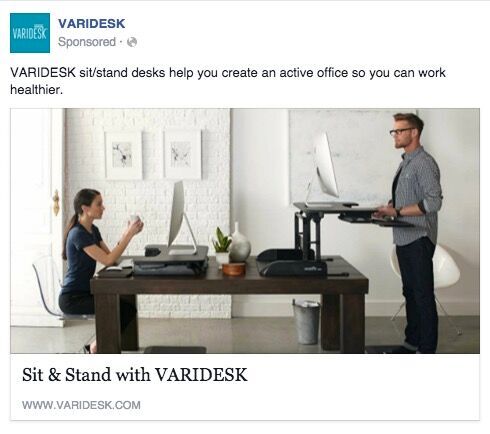 VARIDESK
VARIDESK
Sponsored ·
VARIDESK sit/stand desks help you create an active office so you can work
healthier.
Sit & Stand with VARIDESK
WWW.VARIDESK.COM